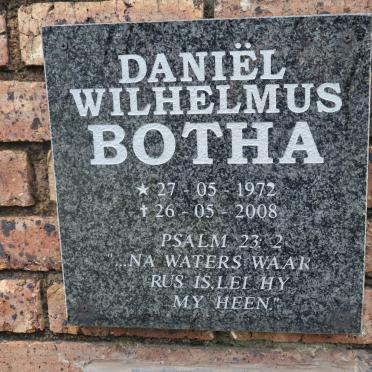 DANIËL
WILHELMUS
BOTHA
★ 27 - 05 - 1972
✝ 26 - 05 - 2008
PSALM 23 2
"...NA WATERS WAAR
RUS IS,LEI HY
MY HEEN."